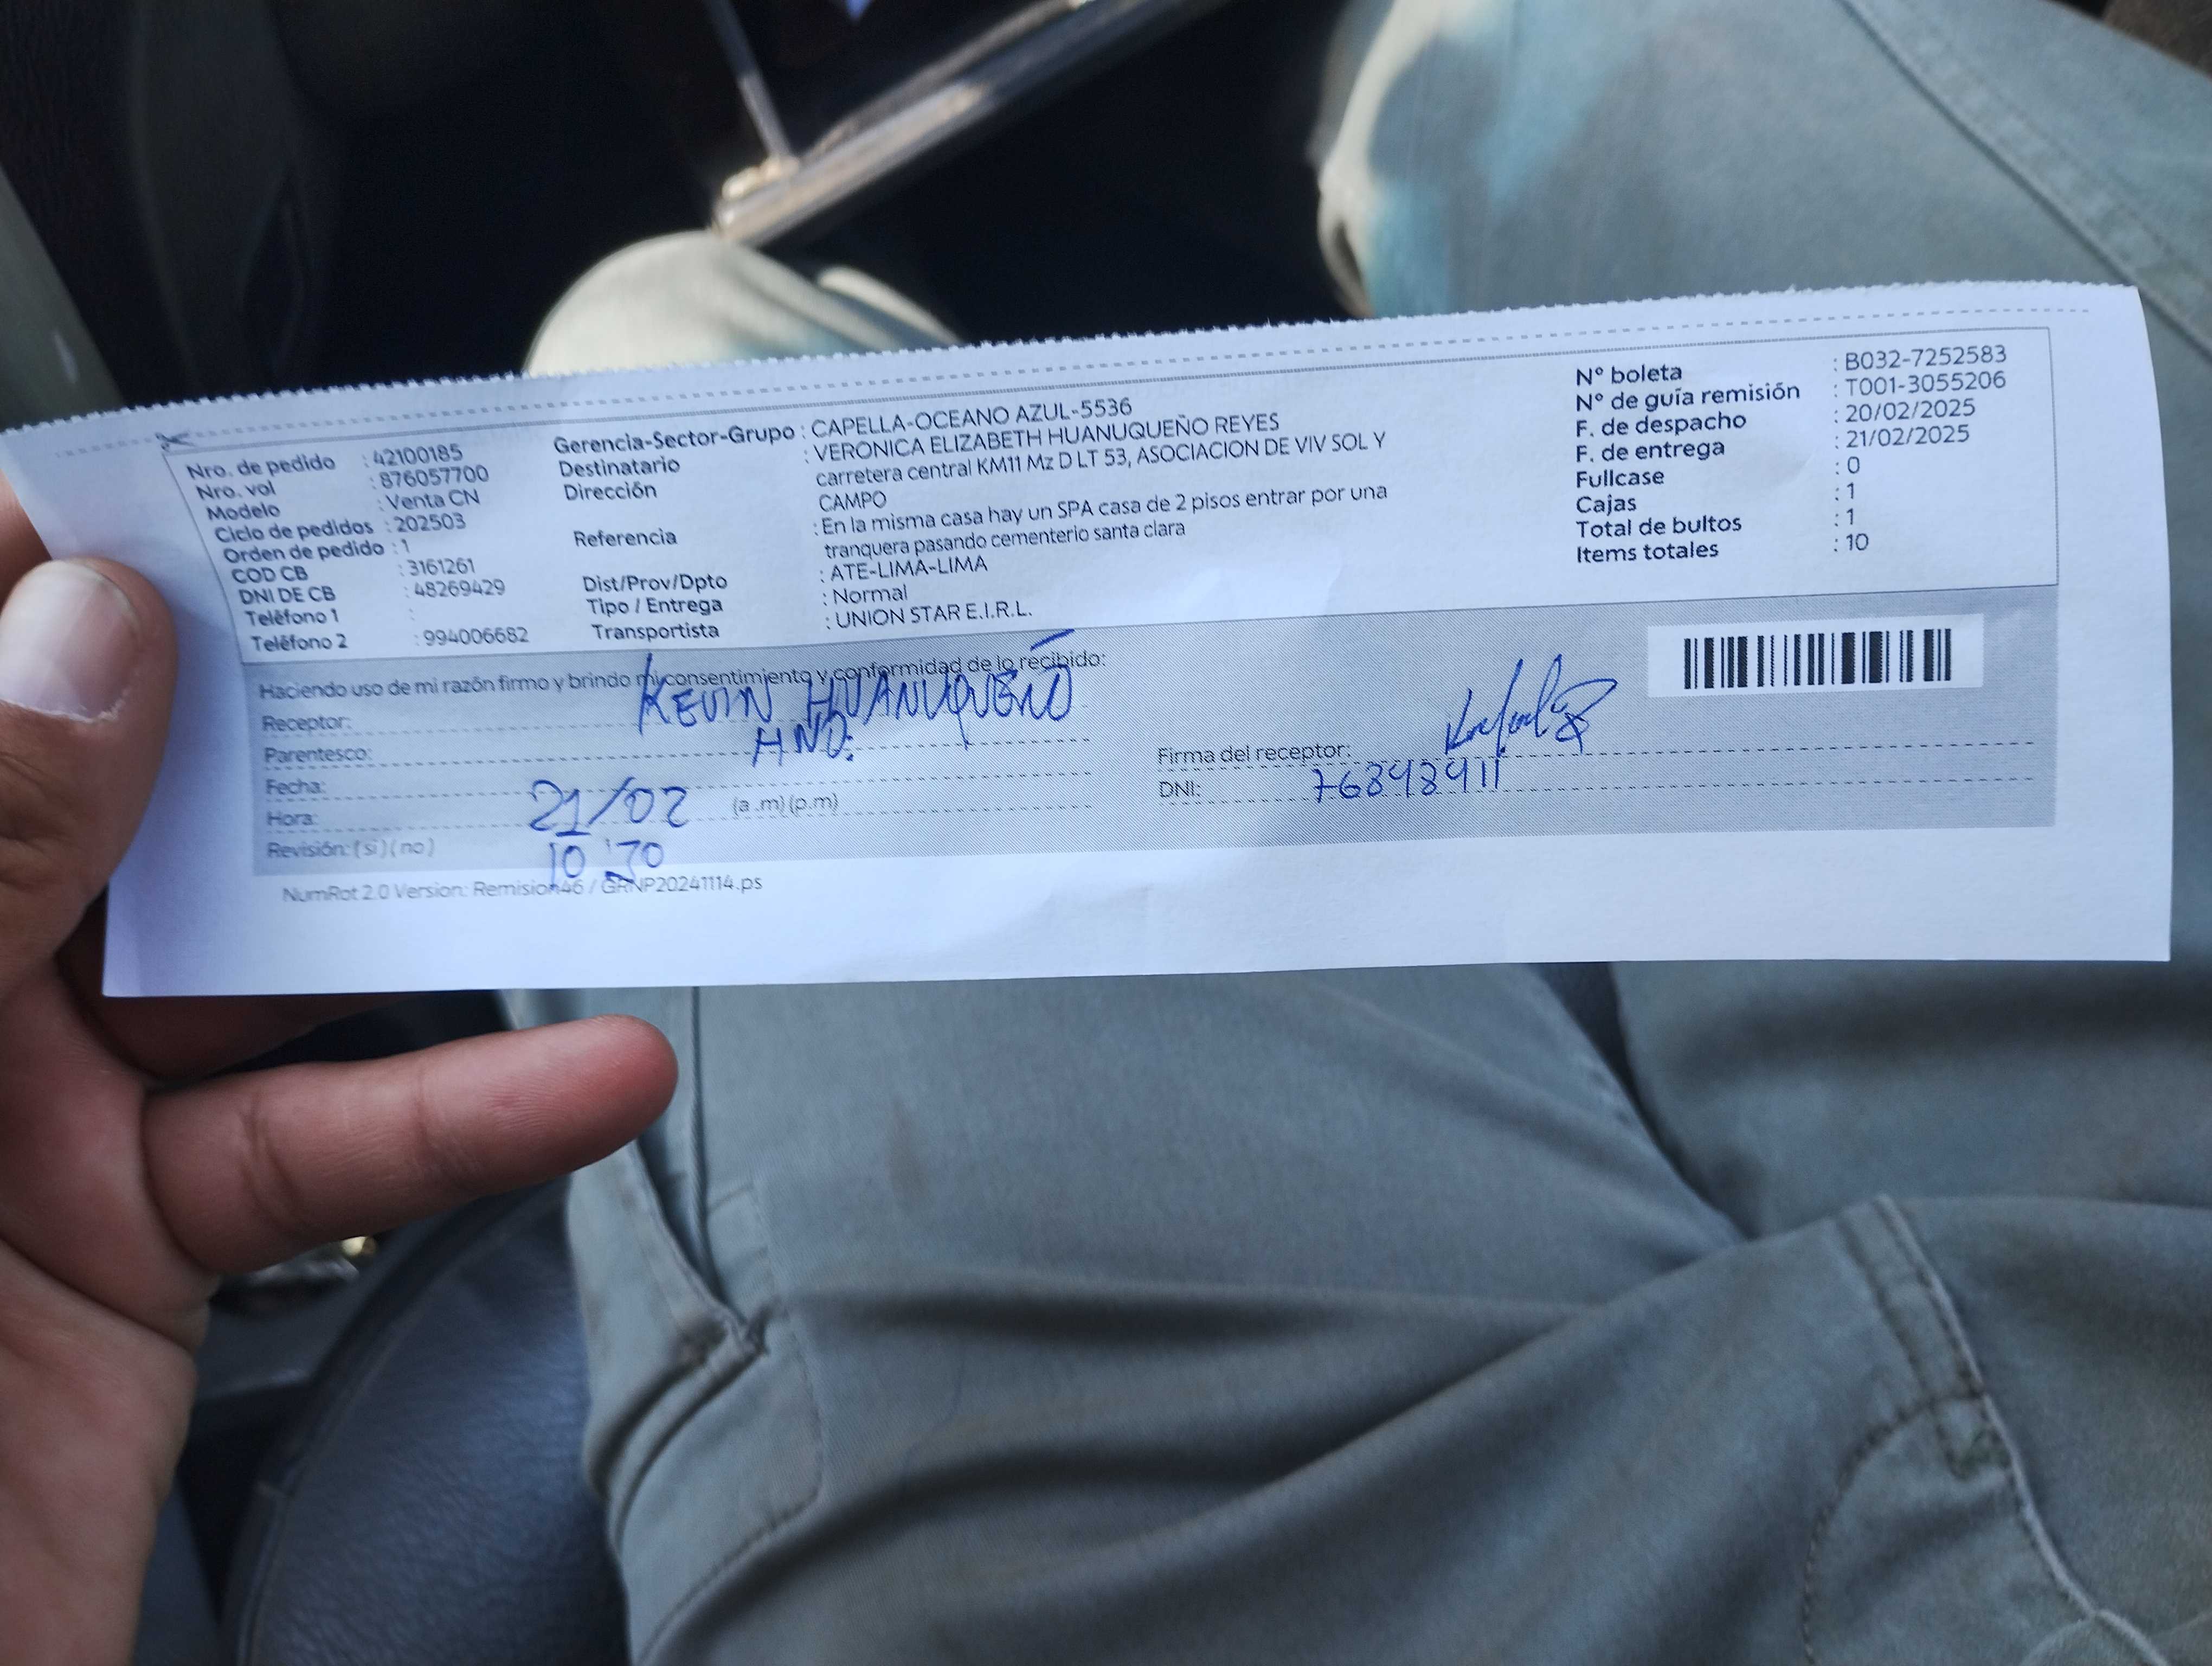 Nro. de pedido : 42100185
Nro. vol : 876057700
Modelo : Venta CN
Ciclo de pedidos : 202503
Orden de pedido : 1
COD CB : 3161261
DNI DE CB : 48269429
Teléfono 1 :
Teléfono 2 : 994006682
Gerencia-Sector-Grupo : CAPELLA-OCEANO AZUL-5536
Destinatario : VERONICA ELIZABETH HUANUQUEÑO REYES
Dirección : carretera central KM11 Mz D LT 53, ASOCIACION DE VIV SOL Y
CAMPO
Referencia : En la misma casa hay un SPA casa de 2 pisos entrar por una
tranquera pasando cementerio santa clara
Dist/Prov/Dpto : ATE-LIMA-LIMA
Tipo / Entrega : Normal
Transportista : UNION STAR E.I.R.L.
N° boleta : B032-7252583
N° de guía remisión : T001-3055206
F. de despacho : 20/02/2025
F. de entrega : 21/02/2025
Fullcase : 0
Cajas : 1
Total de bultos : 1
Items totales : 10
Haciendo uso de mi razón firmo y brindo mi consentimiento y conformidad de lo recibido:
Receptor: KEVIN HUANUQUEÑO
Parentesco: HNO.
Fecha: 21/02
Hora: (a .m) (p.m)
Revisión: ( si ) ( no )
Firma del receptor:
DNI:
NumRot 2.0 Version: Remision46 / GRNP20241114.ps